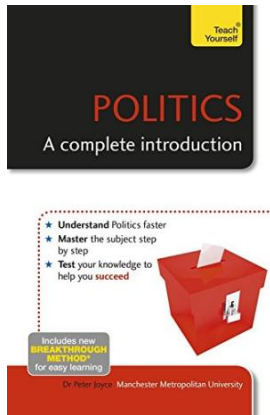 Teach®
Yourself
POLITICS
A complete introduction
★ Understand Politics faster
★ Master the subject step
by step
★ Test your knowledge to
help you succeed
Includes new
BREAKTHROUGH
METHOD*
for easy learning
Dr Peter Joyce Manchester Metropolitan University